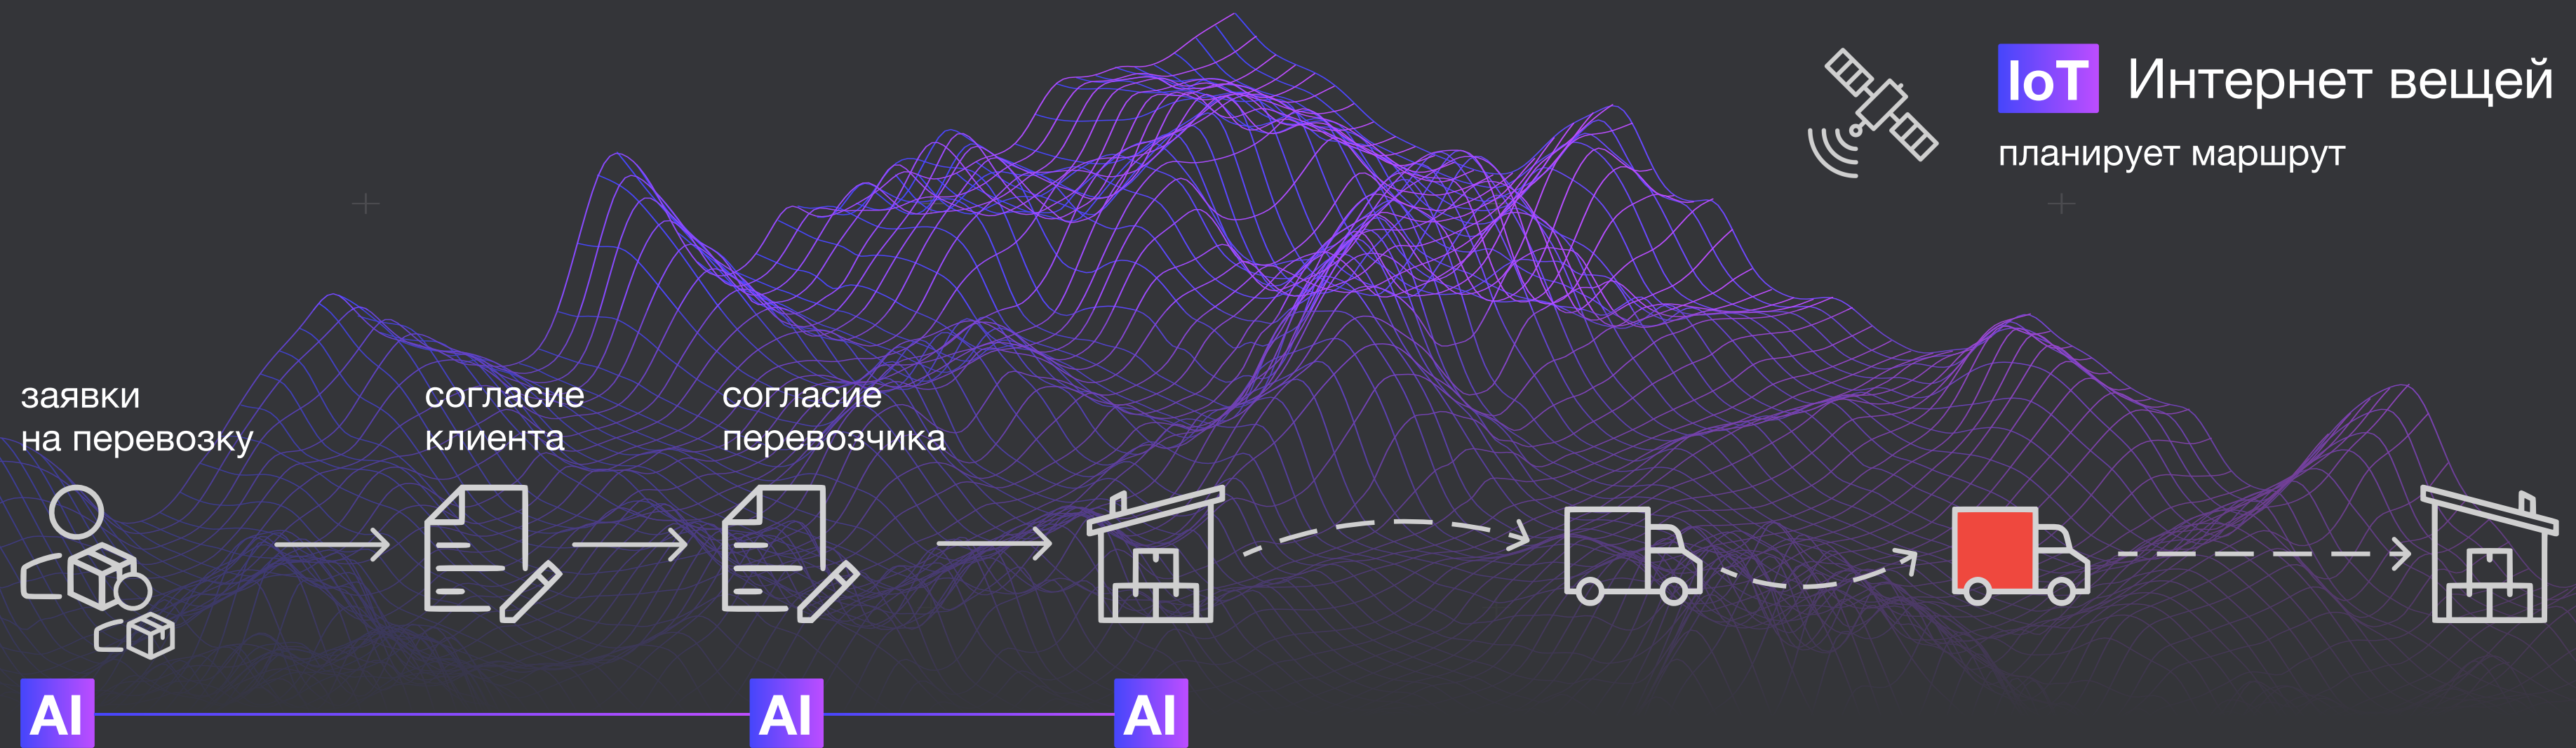 IoT Интернет вещей
планирует маршрут
заявки
на перевозку
согласие
клиента
согласие
перевозчика
AI
AI
AI